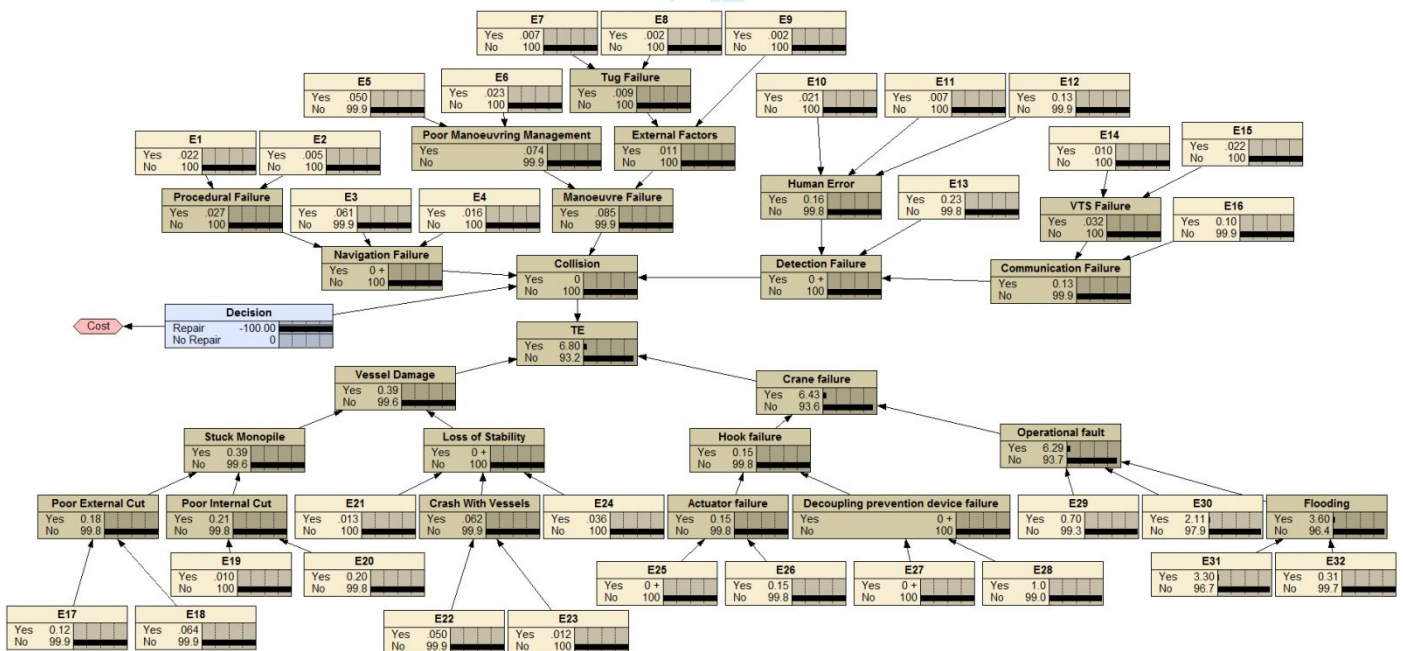 E7
Yes .007
No 100
E8
Yes .002
No 100
E9
Yes .002
No 100
E5
Yes .050
No 99.9
E6
Yes .023
No 100
Tug Failure
Yes .009
No 100
E10
Yes .021
No 100
E11
Yes .007
No 100
E12
Yes 0.13
No 99.9
E1
Yes .022
No 100
E2
Yes .005
No 100
Poor Manoeuvring Management
Yes .074
No 99.9
External Factors
Yes .011
No 100
E14
Yes .010
No 100
E15
Yes .022
No 100
Procedural Failure
Yes .027
No 100
E3
Yes .061
No 99.9
E4
Yes .016
No 100
Manoeuvre Failure
Yes .085
No 99.9
Human Error
Yes 0.16
No 99.8
E13
Yes 0.23
No 99.8
VTS Failure
Yes .032
No 100
E16
Yes 0.10
No 99.9
Navigation Failure
Yes 0 +
No 100
Collision
Yes 0
No 100
Detection Failure
Yes 0 +
No 100
Communication Failure
Yes 0.13
No 99.9
Cost
Decision
Repair -100.00
No Repair 0
TE
Yes 6.80
No 93.2
Vessel Damage
Yes 0.39
No 99.6
Crane failure
Yes 6.43
No 93.6
Stuck Monopile
Yes 0.39
No 99.6
Loss of Stability
Yes 0 +
No 100
Hook failure
Yes 0.15
No 99.8
Operational fault
Yes 6.29
No 93.7
Poor External Cut
Yes 0.18
No 99.8
Poor Internal Cut
Yes 0.21
No 99.8
E21
Yes .013
No 100
Crash With Vessels
Yes .062
No 99.9
E24
Yes .036
No 100
Actuator failure
Yes 0.15
No 99.8
Decoupling prevention device failure
Yes 0 +
No 100
E29
Yes 0.70
No 99.3
E30
Yes 2.11
No 97.9
Flooding
Yes 3.60
No 96.4
E19
Yes .010
No 100
E20
Yes 0.20
No 99.8
E25
Yes 0 +
No 100
E26
Yes 0.15
No 99.8
E27
Yes 0 +
No 100
E28
Yes 1.0
No 99.0
E31
Yes 3.30
No 96.7
E32
Yes 0.31
No 99.7
E17
Yes 0.12
No 99.9
E18
Yes .064
No 99.9
E22
Yes .050
No 99.9
E23
Yes .012
No 100